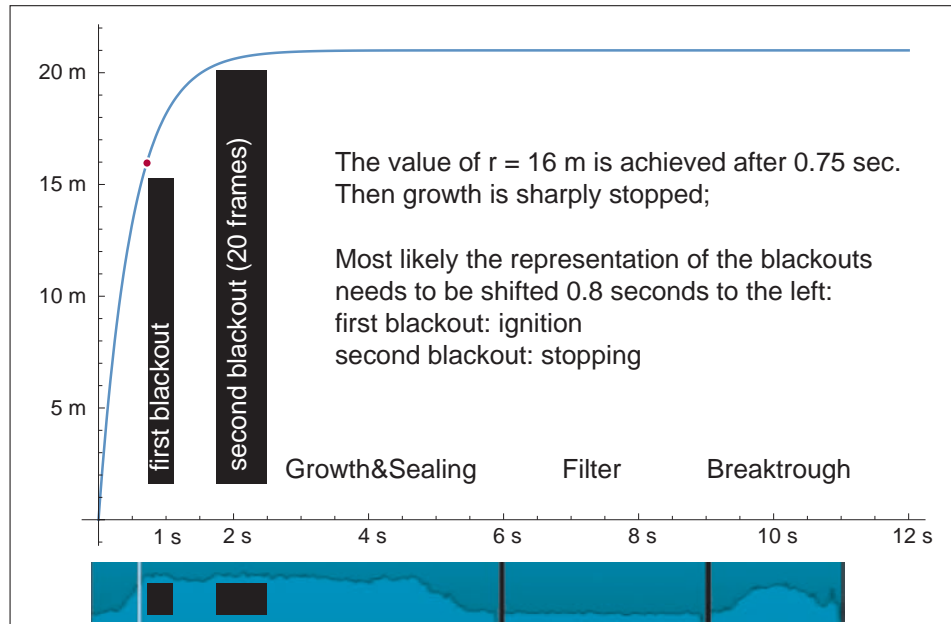 20 m
15 m
10 m
5 m
The value of r = 16 m is achieved after 0.75 sec.
Then growth is sharply stopped;
Most likely the representation of the blackouts
needs to be shifted 0.8 seconds to the left:
first blackout: ignition
second blackout: stopping
first blackout
second blackout (20 frames)
Growth&Sealing
Filter
Breaktrough
1 s
2 s
4 s
6 s
8 s
10 s
12 s